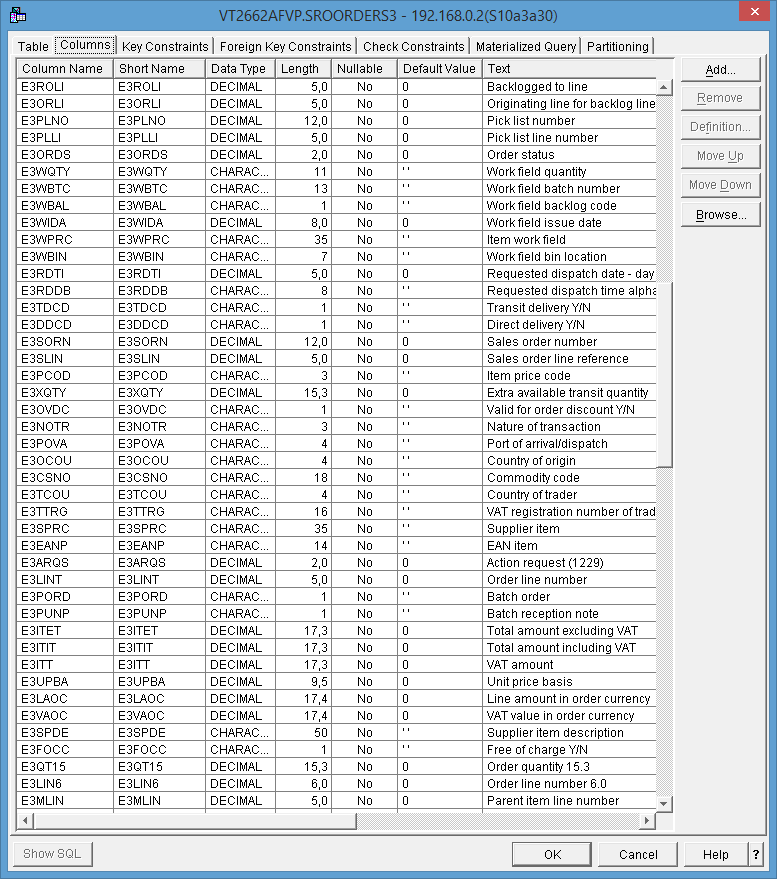 VT2662AFVP.SROORDERS3 - 192.168.0.2(S10a3a30)
Table Columns Key Constraints Foreign Key Constraints Check Constraints Materialized Query Partitioning
Column Name Short Name Data Type Length Nullable Default Value Text
E3ROLI E3ROLI DECIMAL 5,0 No 0 Backlogged to line
E3ORLI E3ORLI DECIMAL 5,0 No 0 Originating line for backlog line
E3PLNO E3PLNO DECIMAL 12,0 No 0 Pick list number
E3PLLI E3PLLI DECIMAL 5,0 No 0 Pick list line number
E3ORDS E3ORDS DECIMAL 2,0 No 0 Order status
E3WQTY E3WQTY CHARAC... 11 No ' ' Work field quantity
E3WBTC E3WBTC CHARAC... 13 No ' ' Work field batch number
E3WBAL E3WBAL CHARAC... 1 No ' ' Work field backlog code
E3WIDA E3WIDA DECIMAL 8,0 No 0 Work field issue date
E3WPRC E3WPRC CHARAC... 35 No ' ' Item work field
E3WBIN E3WBIN CHARAC... 7 No ' ' Work field bin location
E3RDTI E3RDTI DECIMAL 5,0 No 0 Requested dispatch date - day
E3RDDB E3RDDB CHARAC... 8 No ' ' Requested dispatch time alpha
E3TDCD E3TDCD CHARAC... 1 No ' ' Transit delivery Y/N
E3DDCD E3DDCD CHARAC... 1 No ' ' Direct delivery Y/N
E3SORN E3SORN DECIMAL 12,0 No 0 Sales order number
E3SLIN E3SLIN DECIMAL 5,0 No 0 Sales order line reference
E3PCOD E3PCOD CHARAC... 3 No ' ' Item price code
E3XQTY E3XQTY DECIMAL 15,3 No 0 Extra available transit quantity
E3OVDC E3OVDC CHARAC... 1 No ' ' Valid for order discount Y/N
E3NOTR E3NOTR CHARAC... 3 No ' ' Nature of transaction
E3POVA E3POVA CHARAC... 4 No ' ' Port of arrival/dispatch
E3OCOU E3OCOU CHARAC... 4 No ' ' Country of origin
E3CSNO E3CSNO CHARAC... 18 No ' ' Commodity code
E3TCOU E3TCOU CHARAC... 4 No ' ' Country of trader
E3TTRG E3TTRG CHARAC... 16 No ' ' VAT registration number of trad
E3SPRC E3SPRC CHARAC... 35 No ' ' Supplier item
E3EANP E3EANP CHARAC... 14 No ' ' EAN item
E3ARQS E3ARQS DECIMAL 2,0 No 0 Action request (1229)
E3LINT E3LINT DECIMAL 5,0 No 0 Order line number
E3PORD E3PORD CHARAC... 1 No ' ' Batch order
E3PUNP E3PUNP CHARAC... 1 No ' ' Batch reception note
E3ITET E3ITET DECIMAL 17,3 No 0 Total amount excluding VAT
E3ITIT E3ITIT DECIMAL 17,3 No 0 Total amount including VAT
E3ITT E3ITT DECIMAL 17,3 No 0 VAT amount
E3UPBA E3UPBA DECIMAL 9,5 No 0 Unit price basis
E3LAOC E3LAOC DECIMAL 17,4 No 0 Line amount in order currency
E3VAOC E3VAOC DECIMAL 17,4 No 0 VAT value in order currency
E3SPDE E3SPDE CHARAC... 50 No ' ' Supplier item description
E3FOCC E3FOCC CHARAC... 1 No ' ' Free of charge Y/N
E3QT15 E3QT15 DECIMAL 15,3 No 0 Order quantity 15.3
E3LIN6 E3LIN6 DECIMAL 6,0 No 0 Order line number 6.0
E3MLIN E3MLIN DECIMAL 5,0 No 0 Parent item line number
Add...
Remove
Definition...
Move Up
Move Down
Browse...
Show SQL OK Cancel Help ?